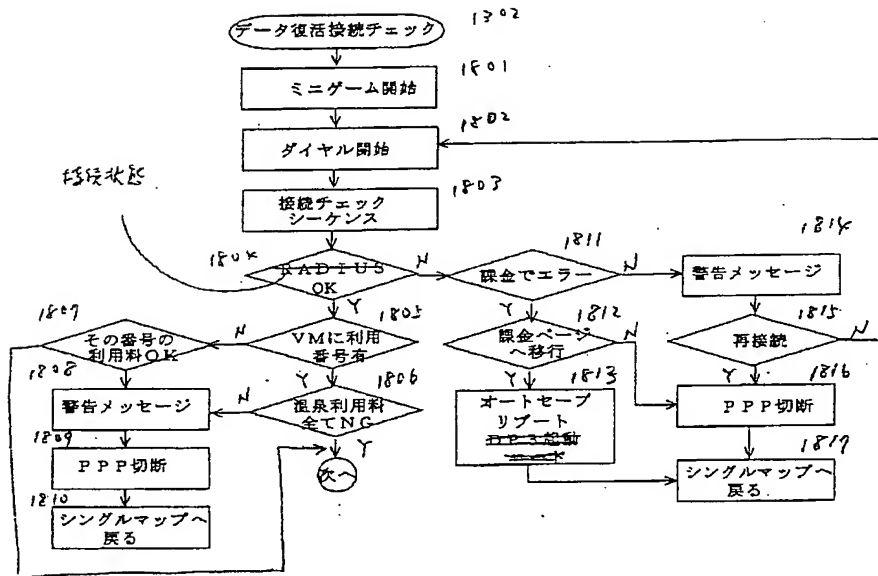 データ復活接続チェック
1302
ミニゲーム開始
1801
ダイヤル開始
1802
接続チェック
シーケンス
1803
接続状態
1804
RADIUS
OK
N
Y
課金でエラー
1811
N
Y
警告メッセージ
1814
1807
その番号の
利用料OK
N
VMに利用
番号有
1805
Y
課金ページ
へ移行
1812
N
Y
再接続
1815
N
Y
1808
警告メッセージ
N
温泉利用料
全てNG
1806
Y
オートセーブ
リブート
DP3起動
1813
PPP切断
1816
1809
PPP切断
次へ
シングルマップへ
戻る
1817
1810
シングルマップへ
戻る